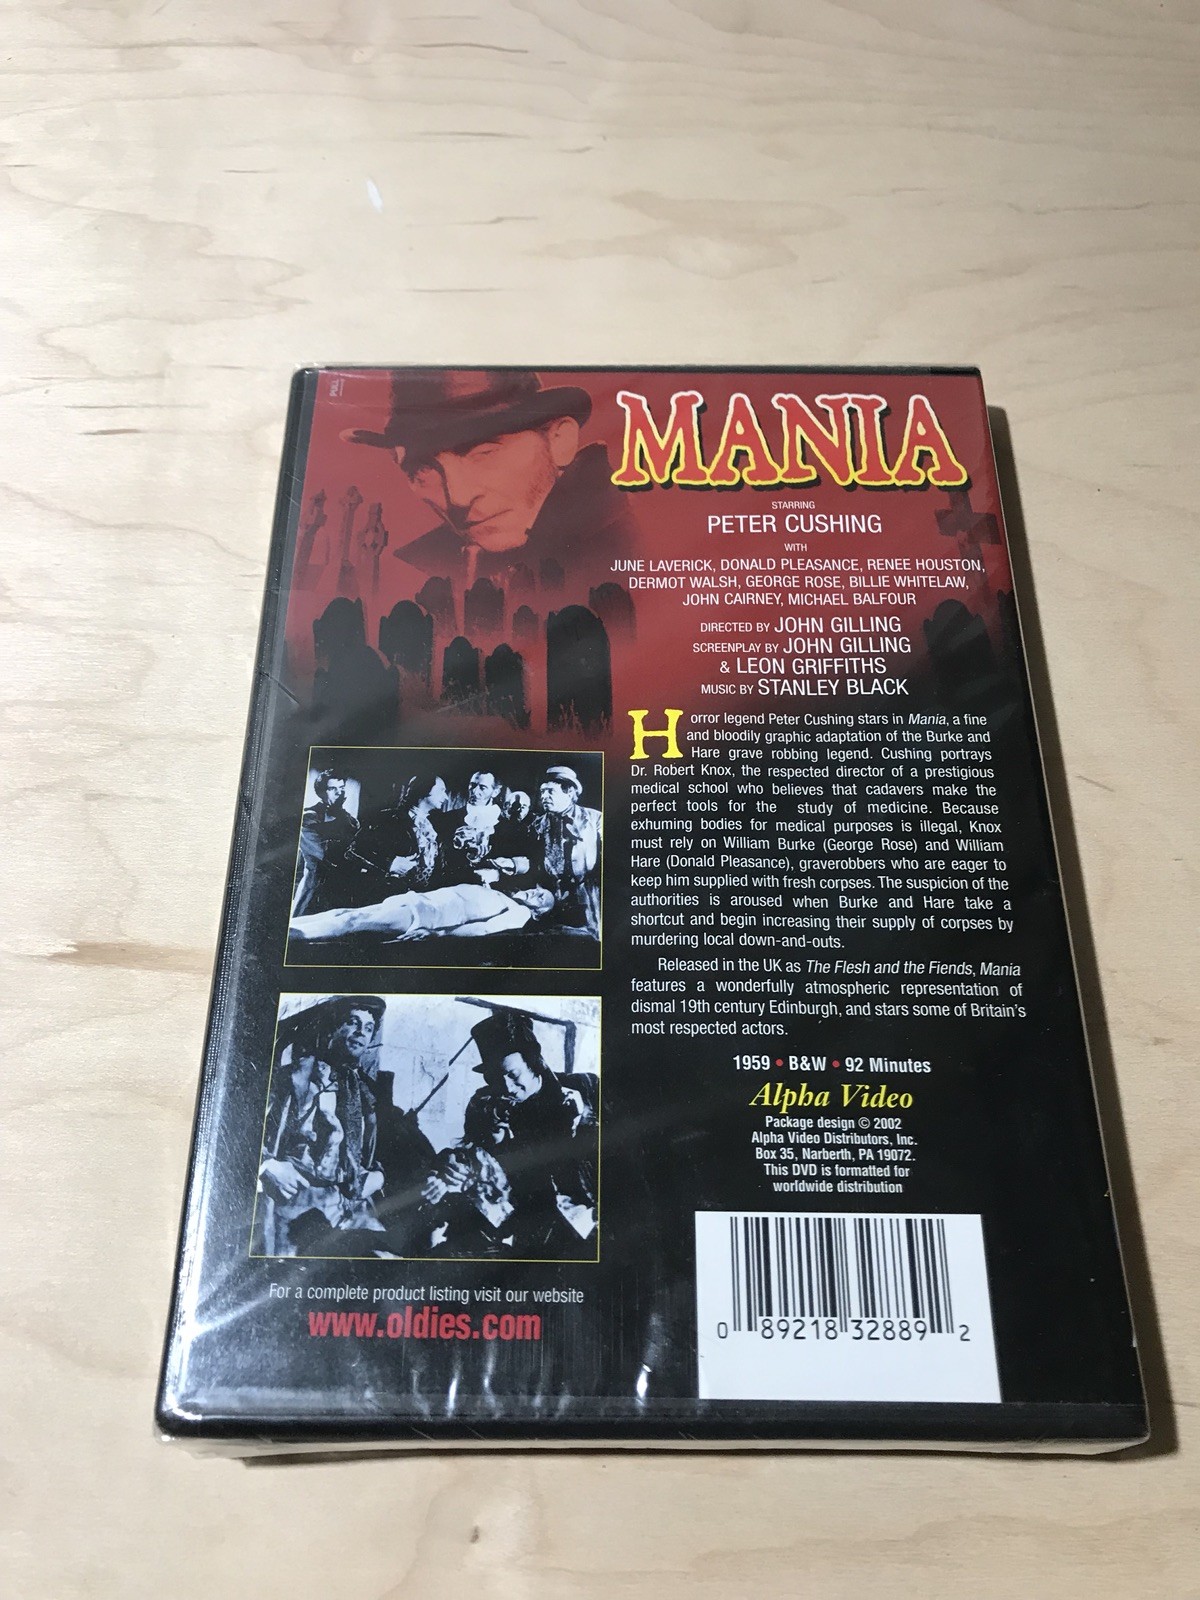 PULL
MANIA
STARRING
PETER CUSHING
WITH
JUNE LAVERICK, DONALD PLEASANCE, RENEE HOUSTON,
DERMOT WALSH, GEORGE ROSE, BILLIE WHITELAW,
JOHN CAIRNEY, MICHAEL BALFOUR
DIRECTED BY JOHN GILLING
SCREENPLAY BY JOHN GILLING
& LEON GRIFFITHS
MUSIC BY STANLEY BLACK
Horror legend Peter Cushing stars in Mania, a fine
and bloodily graphic adaptation of the Burke and
Hare grave robbing legend. Cushing portrays
Dr. Robert Knox, the respected director of a prestigious
medical school who believes that cadavers make the
perfect tools for the study of medicine. Because
exhuming bodies for medical purposes is illegal, Knox
must rely on William Burke (George Rose) and William
Hare (Donald Pleasance), graverobbers who are eager to
keep him supplied with fresh corpses. The suspicion of the
authorities is aroused when Burke and Hare take a
shortcut and begin increasing their supply of corpses by
murdering local down-and-outs.
Released in the UK as The Flesh and the Fiends, Mania
features a wonderfully atmospheric representation of
dismal 19th century Edinburgh, and stars some of Britain's
most respected actors.
1959 • B&W • 92 Minutes
Alpha Video
Package design © 2002
Alpha Video Distributors, Inc.
Box 35, Narberth, PA 19072.
This DVD is formatted for
worldwide distribution
For a complete product listing visit our website
www.oldies.com
0 89218 32889 2